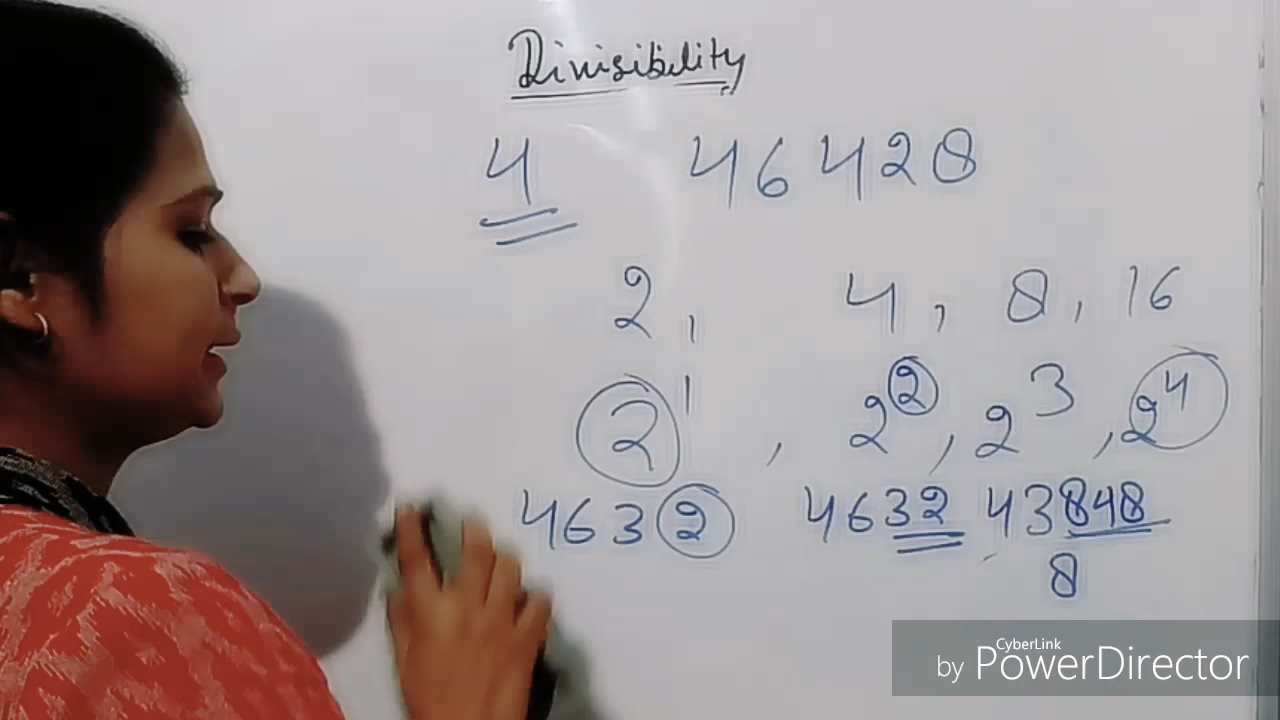 Divisibility
4 46428
2, 4, 8, 16
2¹, 2², 2³, 2⁴
4632 4632 43848
8
CyberLink
by PowerDirector